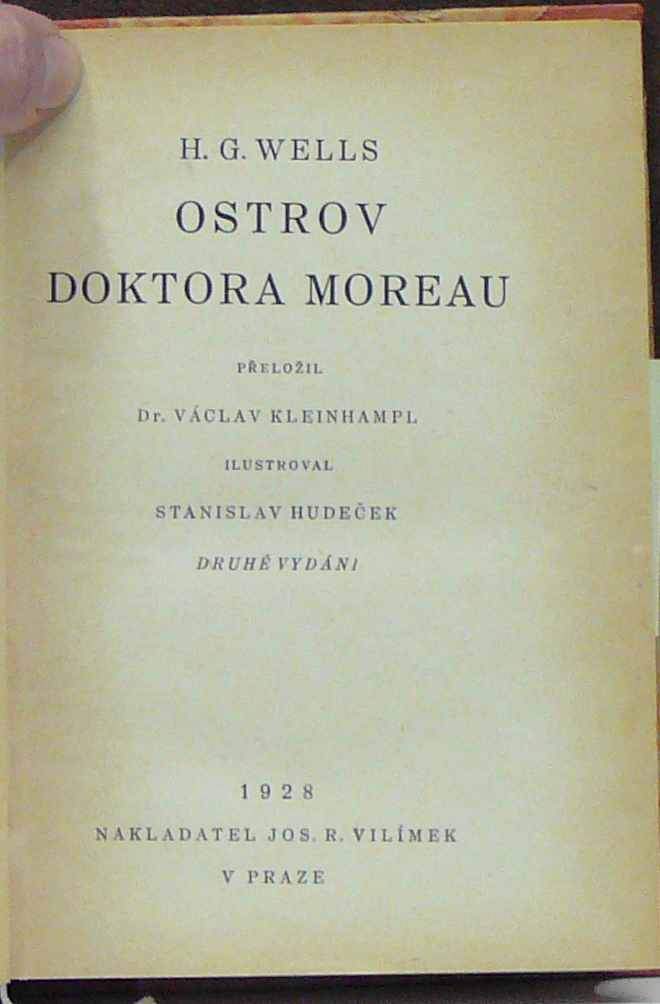 H. G. WELLS
OSTROV
DOKTORA MOREAU
PŘELOŽIL
Dr. VÁCLAV KLEINHAMPL
ILUSTROVAL
STANISLAV HUDEČEK
DRUHÉ VYDÁNÍ
1928
NAKLADATEL JOS. R. VILÍMEK
V PRAZE